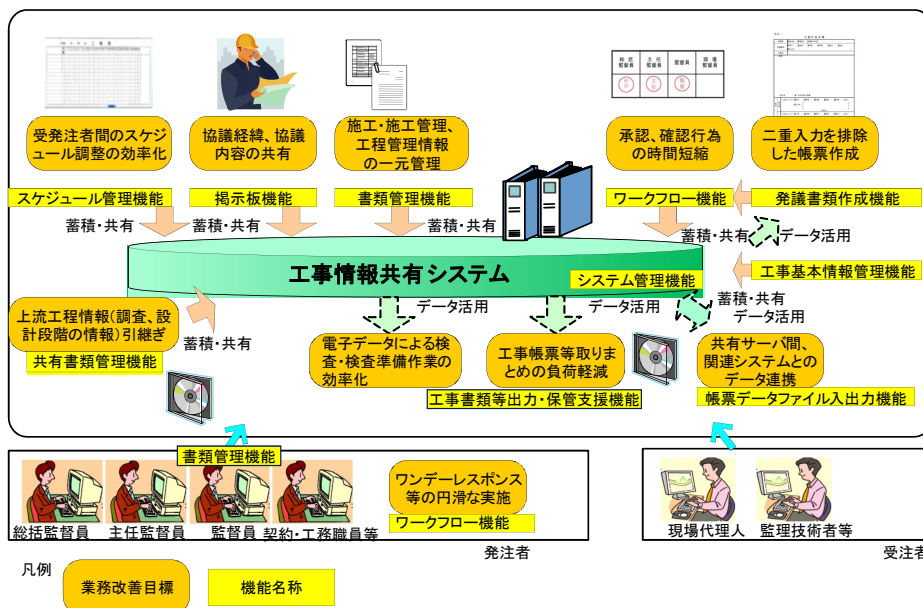 総括
監督員
主任
監督員
監督員
現場
監督員
受発注者間のスケジ
ュール調整の効率化
協議経緯、協議
内容の共有
施工・施工管理、
工程管理情報
の一元管理
承認、確認行為
の時間短縮
二重入力を排除
した帳票作成
スケジュール管理機能
掲示板機能
書類管理機能
ワークフロー機能
発議書類作成機能
蓄積・共有
蓄積・共有
蓄積・共有
蓄積・共有
データ活用
工事情報共有システム
システム管理機能
工事基本情報管理機能
蓄積・共有
データ活用
データ活用
データ活用
上流工程情報(調査、設
計段階の情報)引継ぎ
共有書類管理機能
蓄積・共有
電子データによる検
査・検査準備作業の
効率化
工事帳票等取りま
とめの負荷軽減
共有サーバ間、
関連システムとの
データ連携
工事書類等出力・保管支援機能
帳票データファイル入出力機能
書類管理機能
ワンデーレスポンス
等の円滑な実施
ワークフロー機能
総括監督員
主任監督員
監督員
契約・工務職員等
発注者
現場代理人
監理技術者等
受注者
凡例
業務改善目標
機能名称